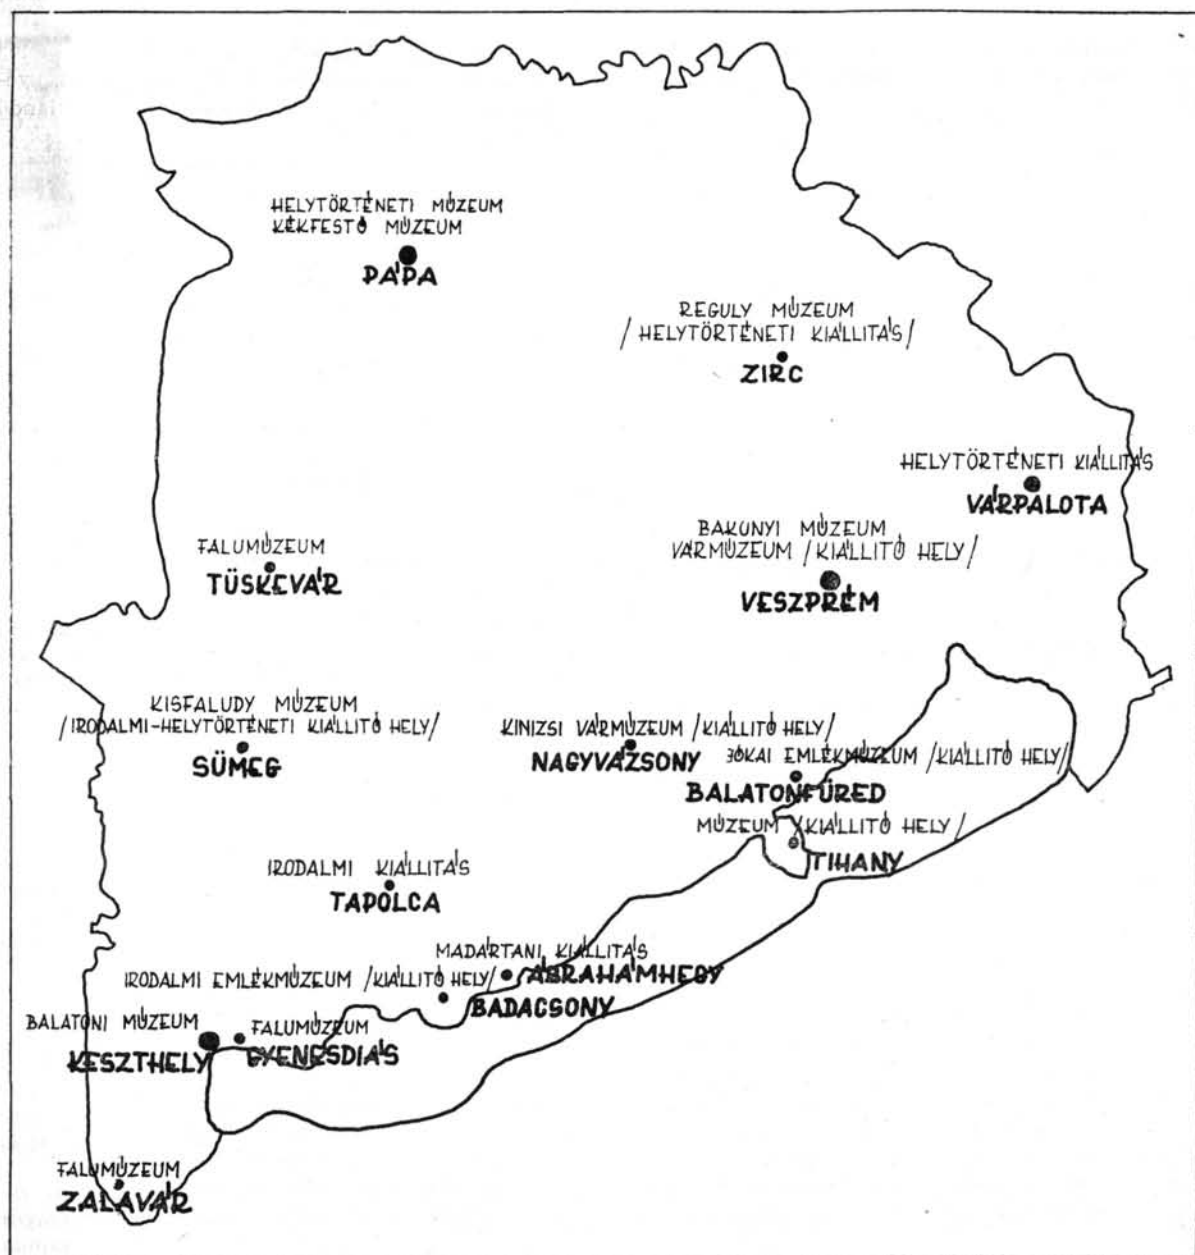 HELYTÖRTÉNETI MÚZEUM
KÉKFESTŐ MÚZEUM
PÁPA
REGULY MÚZEUM
/HELYTÖRTÉNETI KIÁLLITÁS/
ZIRC
HELYTÖRTÉNETI KIÁLLITÁS
VÁRPALOTA
BAKONYI MÚZEUM
VÁRMÚZEUM /KIÁLLITÓ HELY/
VESZPRÉM
FALUMÚZEUM
TÜSKEVÁR
KISFALUDY MÚZEUM
/IRODALMI-HELYTÖRTÉNETI KIÁLLITÓ HELY/
SÜMEG
KINIZSI VÁRMÚZEUM /KIÁLLITÓ HELY/
NAGYVÁZSONY
JÓKAI EMLÉKMÚZEUM /KIÁLLITÓ HELY/
BALATONFÜRED
MÚZEUM /KIÁLLITÓ HELY/
TIHANY
IRODALMI KIÁLLITÁS
TAPOLCA
MADÁRTANI KIÁLLITÁS
ÁBRAHÁMHEGY
IRODALMI EMLÉKMÚZEUM /KIÁLLITÓ HELY/
BADACSONY
BALATONI MÚZEUM
KESZTHELY
FALUMÚZEUM
GYENESDIÁS
FALUMÚZEUM
ZALAVÁR